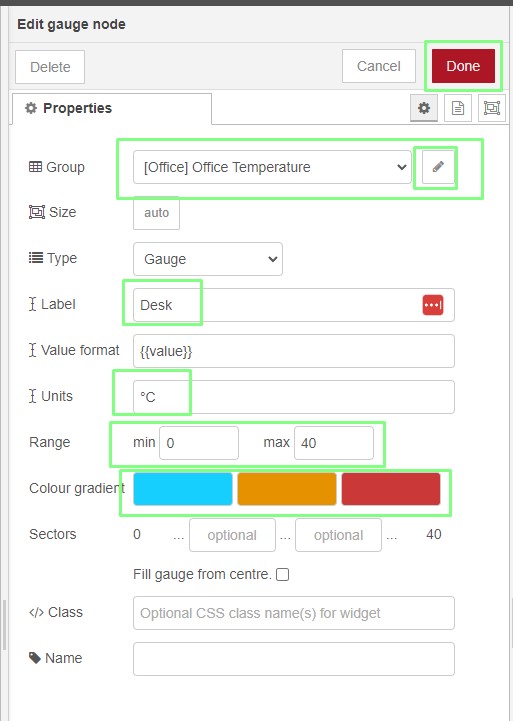 Edit gauge node
Delete Cancel Done
Properties
Group [Office] Office Temperature
Size auto
Type Gauge
Label Desk
Value format {{value}}
Units °C
Range min 0 max 40
Colour gradient
Sectors 0 ... optional ... optional ... 40
Fill gauge from centre.
</> Class Optional CSS class name(s) for widget
Name